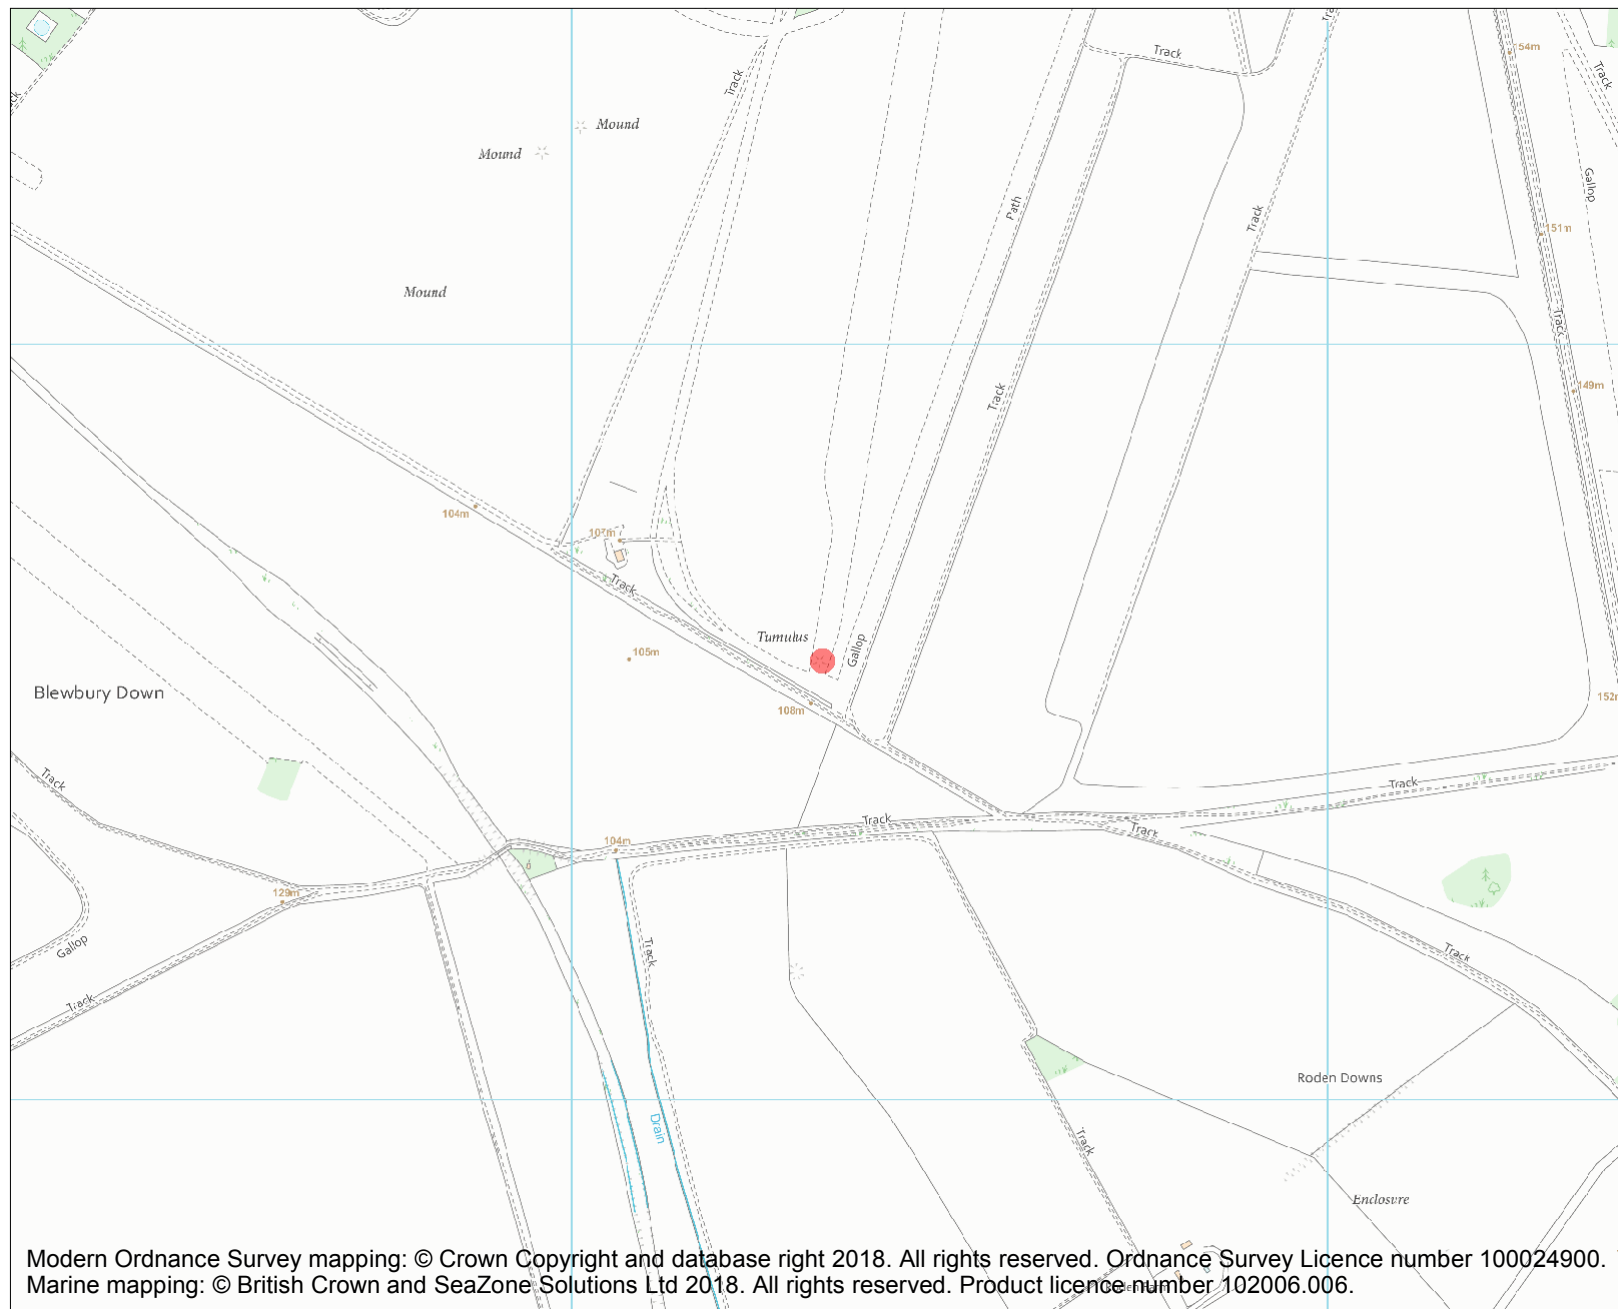 154m
Track
Track
Track
Mound
Mound
Gallop
Path
Track
151m
Mound
Track
149m
Track
104m
107m
Track
Tumulus
Gallop
105m
Blewbury Down
108m
Track
Track
Track
104m
Track
129m
Gallop
Track
Track
Track
Roden Downs
Drain
Track
Enclosure
Modern Ordnance Survey mapping: © Crown Copyright and database right 2018. All rights reserved. Ordnance Survey Licence number 100024900.
Marine mapping: © British Crown and SeaZone Solutions Ltd 2018. All rights reserved. Product licence number 102006.006.